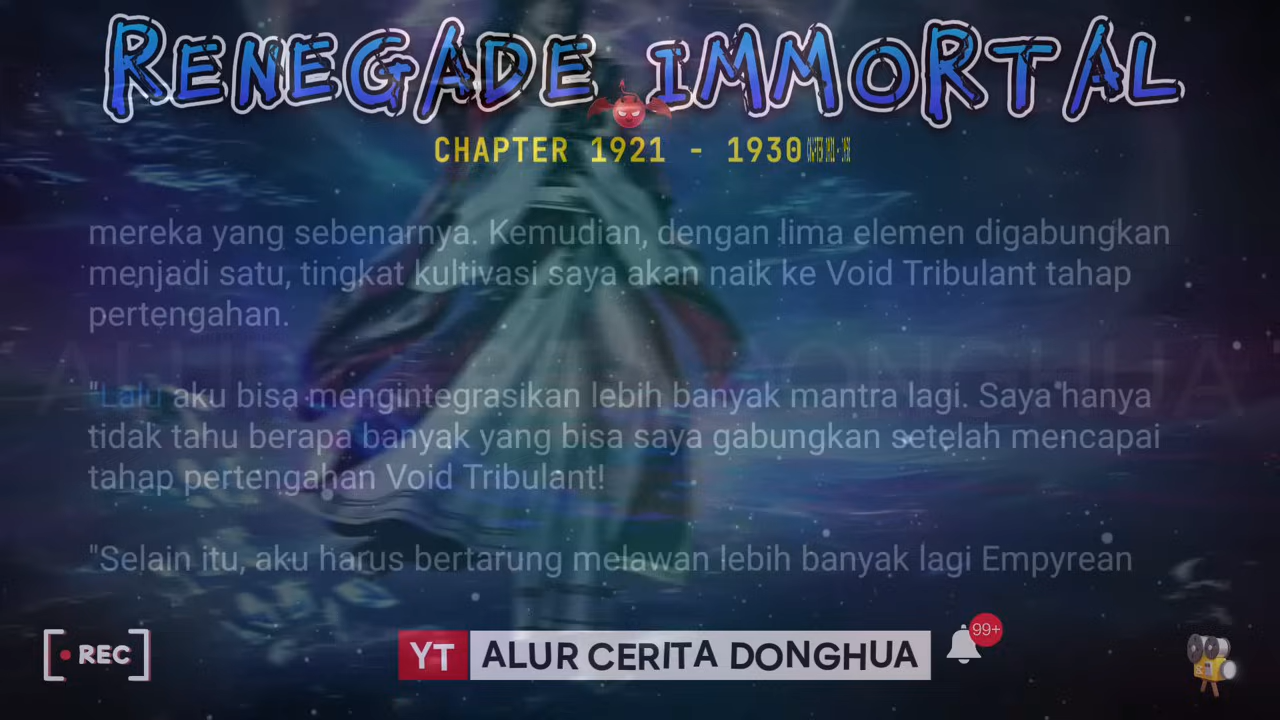 RENEGADE iMMORTAL
CHAPTER 1921 - 1930
mereka yang sebenarnya. Kemudian, dengan lima elemen digabungkan
menjadi satu, tingkat kultivasi saya akan naik ke Void Tribulant tahap
pertengahan.
"Lalu aku bisa mengintegrasikan lebih banyak mantra lagi. Saya hanya
tidak tahu berapa banyak yang bisa saya gabungkan setelah mencapai
tahap pertengahan Void Tribulant!
"Selain itu, aku harus bertarung melawan lebih banyak lagi Empyrean
REC
YT ALUR CERITA DONGHUA
99+